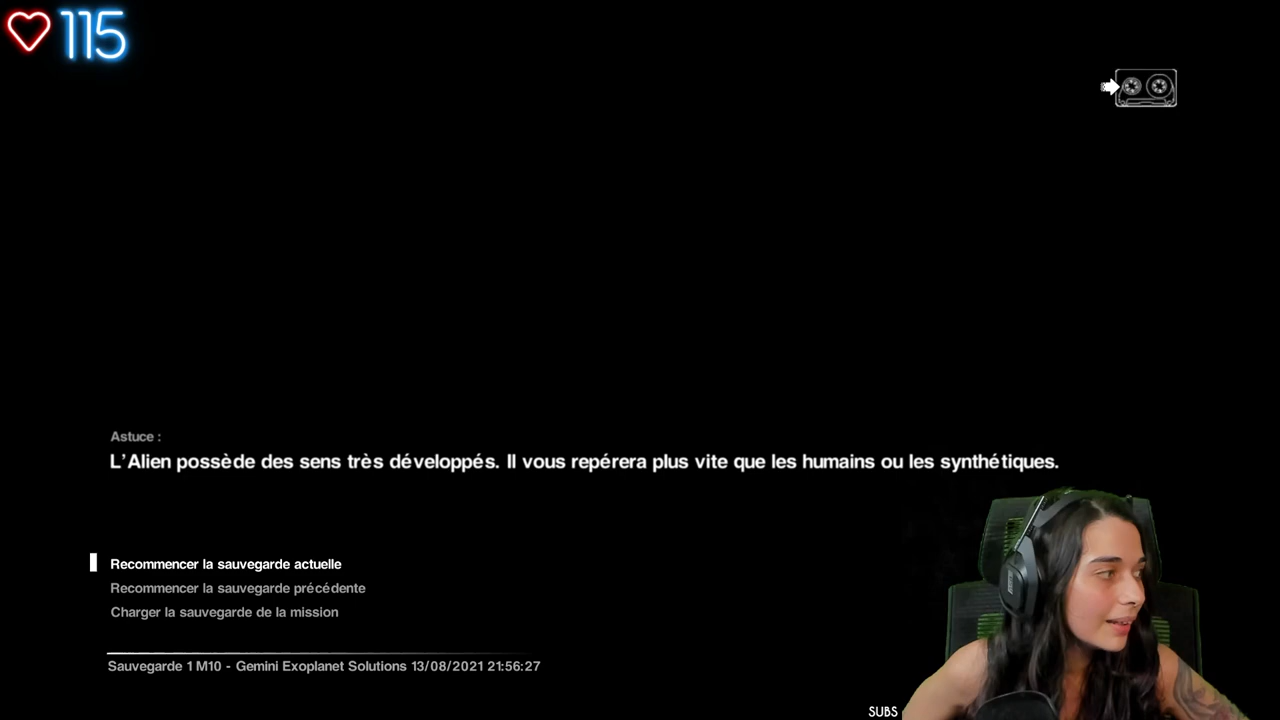 115
Astuce :
L'Alien possède des sens très développés. Il vous repérera plus vite que les humains ou les synthétiques.
Recommencer la sauvegarde actuelle
Recommencer la sauvegarde précédente
Charger la sauvegarde de la mission
Sauvegarde 1 M10 - Gemini Exoplanet Solutions 13/08/2021 21:56:27
SUBS